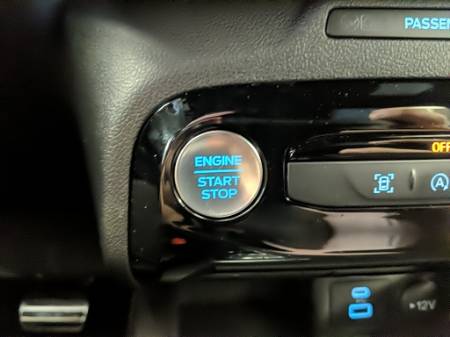 PASSEN
ENGINE
START
STOP
OFF
A
12V